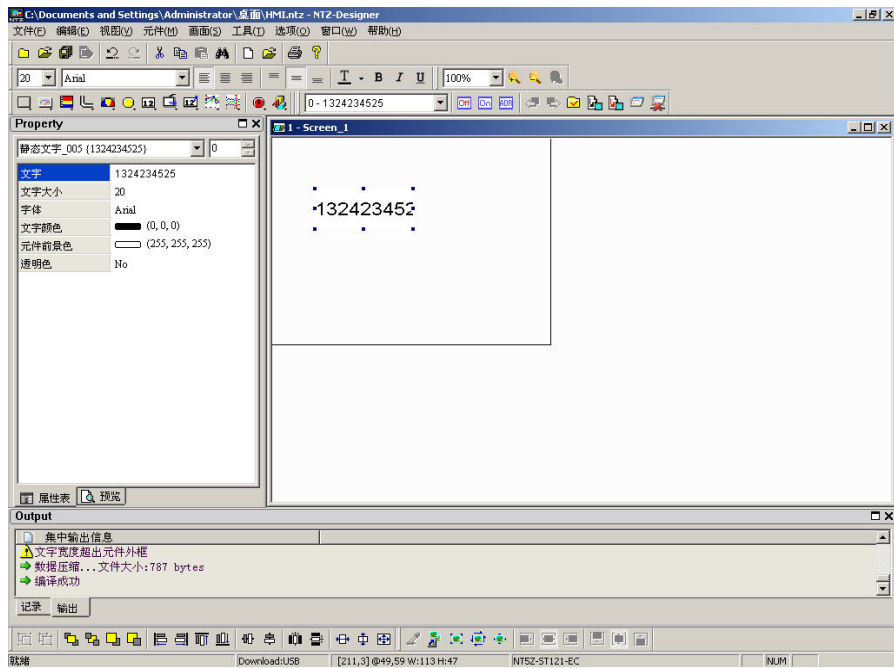 C:\Documents and Settings\Administrator\桌面\HMI.ntz - NTZ-Designer
文件(F) 编辑(E) 视图(V) 元件(M) 画面(S) 工具(T) 选项(O) 窗口(W) 帮助(H)
20 Arial T B I U 100%
0 - 1324234525 Off On ADR
Property
1 - Screen_1
静态文字_005 {1324234525} 0
文字 1324234525
文字大小 20
字体 Arial
文字颜色 (0, 0, 0)
元件前景色 (255, 255, 255)
透明色 No
132423452
属性表 预览
Output
集中输出信息
文字宽度超出元件外框
数据压缩...文件大小:787 bytes
编译成功
记录 输出
就绪 Download:USB [211,3] @49,59 W:113 H:47 NT5Z-ST121-EC NUM